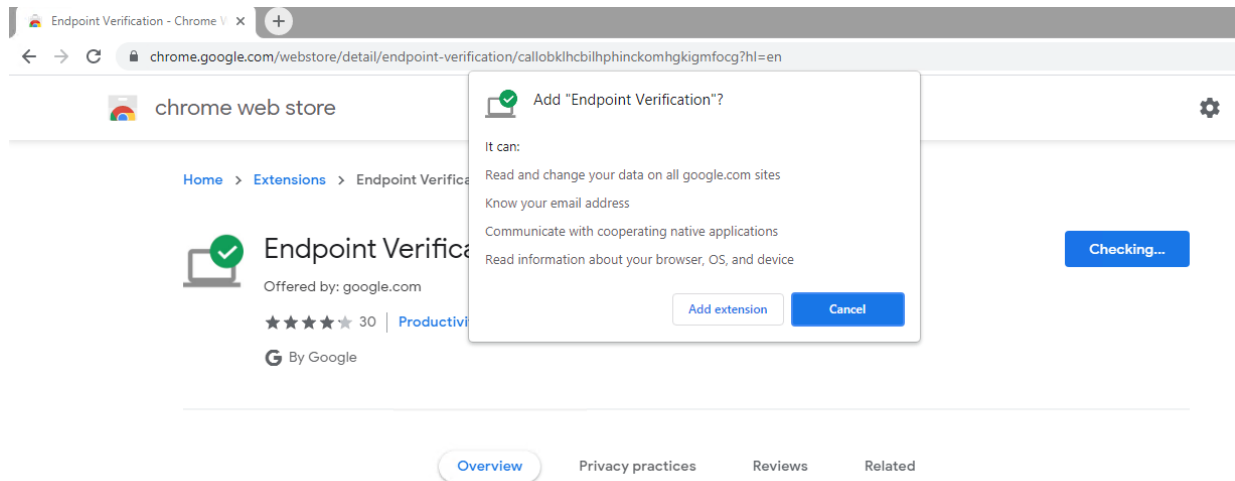 Endpoint Verification - Chrome W
chrome.google.com/webstore/detail/endpoint-verification/callobklhcbilhphinckomhgkigmfocg?hl=en
chrome web store
Add "Endpoint Verification"?
It can:
Read and change your data on all google.com sites
Know your email address
Communicate with cooperating native applications
Read information about your browser, OS, and device
Add extension Cancel
Home > Extensions > Endpoint Verifica
Endpoint Verifica
Checking...
Offered by: google.com
30 Productivi
G By Google
Overview Privacy practices Reviews Related